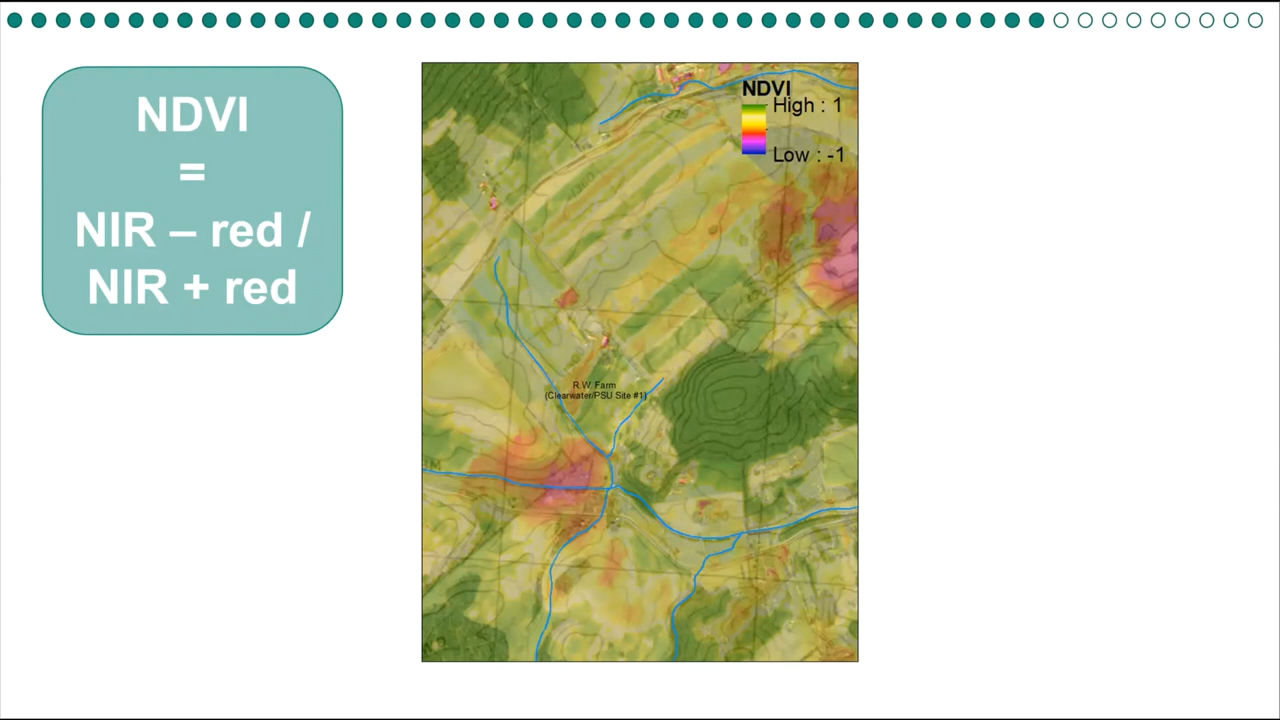 NDVI
=
NIR – red /
NIR + red
NDVI
High : 1
Low : -1
R.W. Farm
(Clearwater/PSU Site #1)